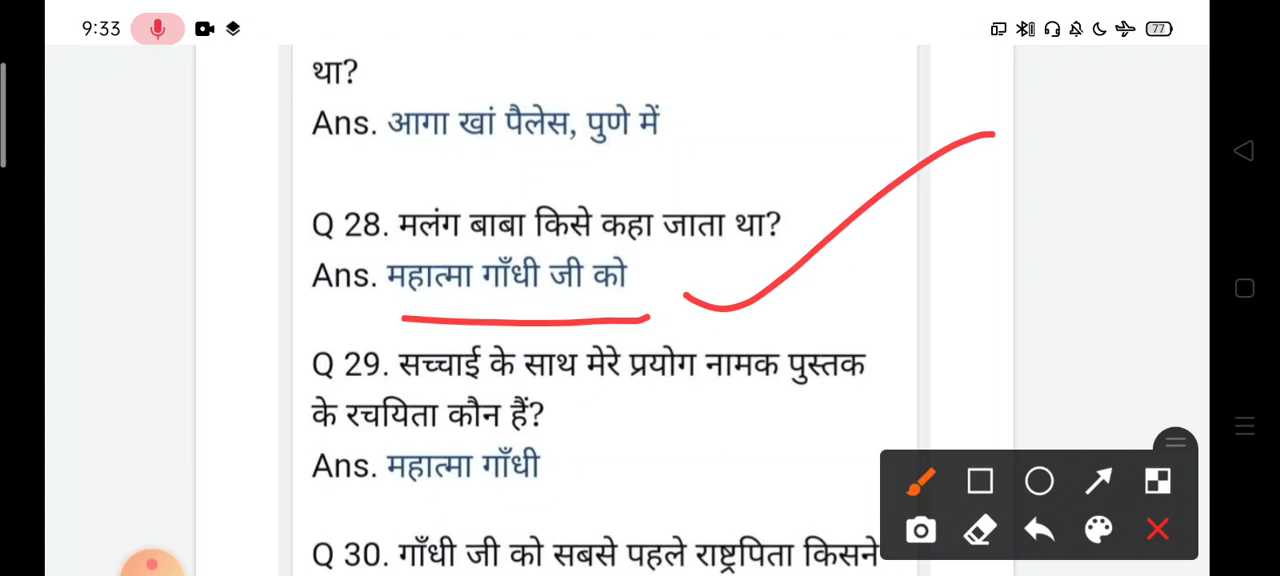 9:33
77
था?
Ans. आगा खां पैलेस, पुणे में
Q 28. मलंग बाबा किसे कहा जाता था?
Ans. महात्मा गाँधी जी को
Q 29. सच्चाई के साथ मेरे प्रयोग नामक पुस्तक
के रचयिता कौन हैं?
Ans. महात्मा गाँधी
Q 30. गाँधी जी को सबसे पहले राष्ट्रपिता किसने